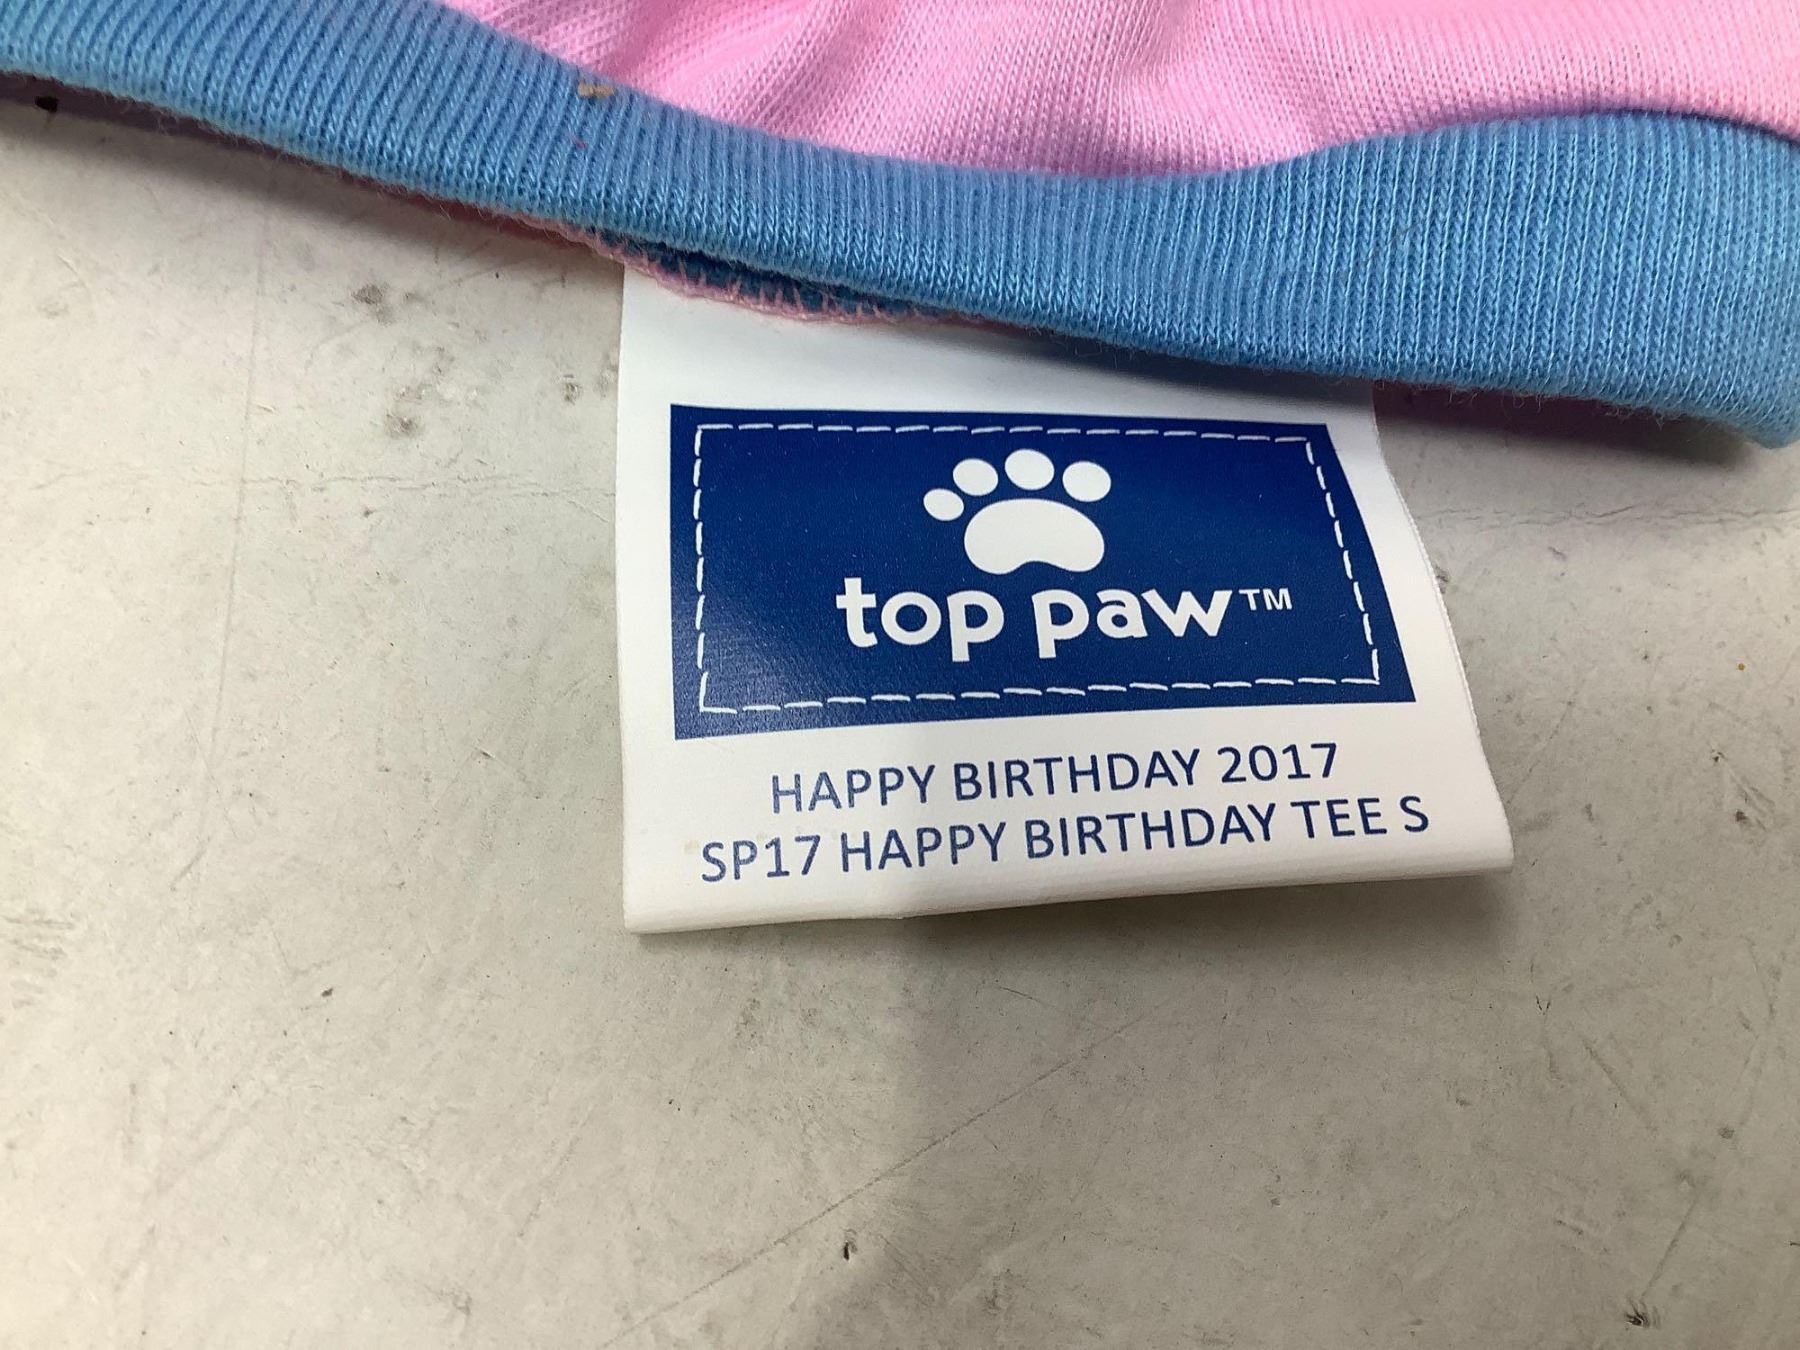 top paw™
HAPPY BIRTHDAY 2017
SP17 HAPPY BIRTHDAY TEE S